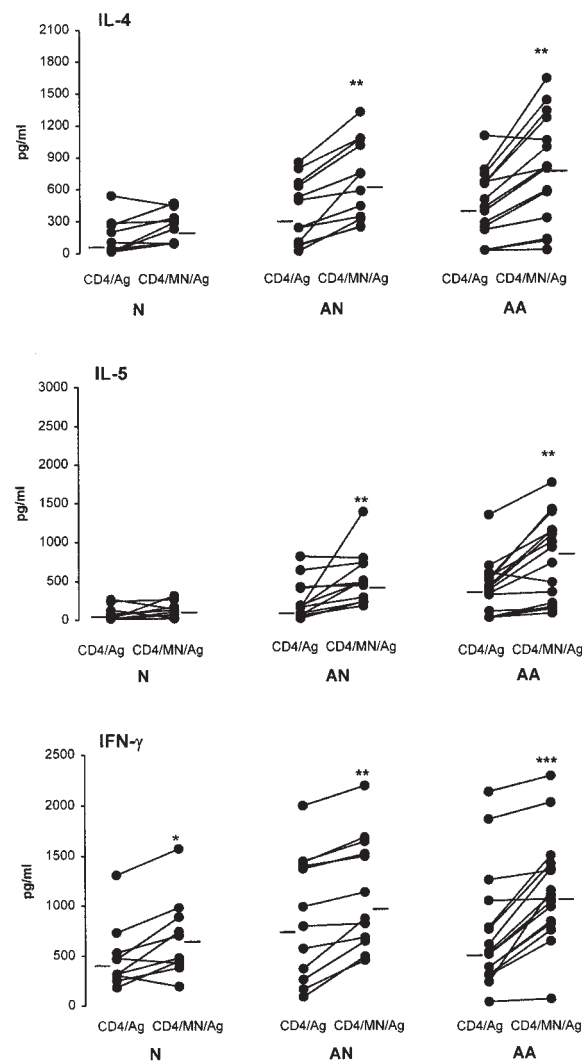 IL-4
2100
1800
1500
1200
900
600
300
0
pg/ml
** **
CD4/Ag CD4/MN/Ag CD4/Ag CD4/MN/Ag CD4/Ag CD4/MN/Ag
N AN AA
IL-5
3000
2500
2000
1500
1000
500
0
pg/ml
** **
CD4/Ag CD4/MN/Ag CD4/Ag CD4/MN/Ag CD4/Ag CD4/MN/Ag
N AN AA
IFN-γ
2500
2000
1500
1000
500
0
pg/ml
* ** ***
CD4/Ag CD4/MN/Ag CD4/Ag CD4/MN/Ag CD4/Ag CD4/MN/Ag
N AN AA